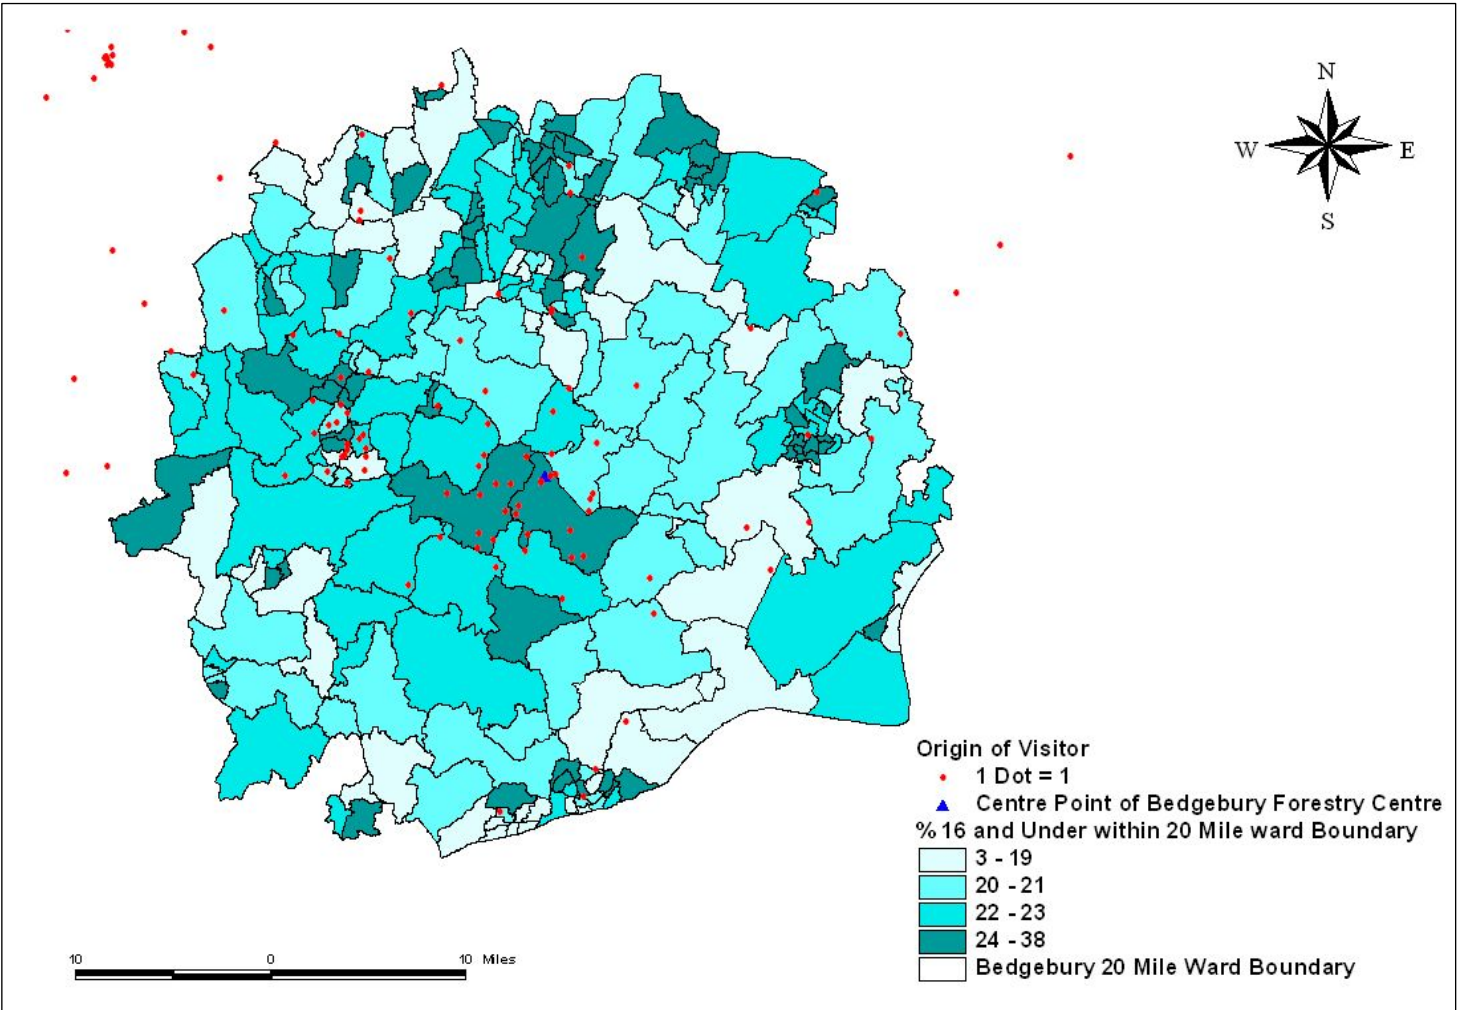 N
W E
S
Origin of Visitor
1 Dot = 1
Centre Point of Bedgebury Forestry Centre
% 16 and Under within 20 Mile ward Boundary
3 - 19
20 - 21
22 - 23
24 - 38
Bedgebury 20 Mile Ward Boundary
10 0 10 Miles